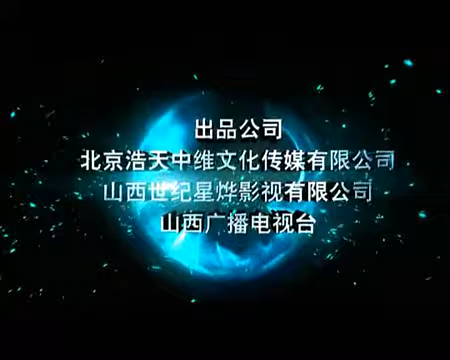 出品公司
北京浩天中维文化传媒有限公司
山西世纪星烨影视有限公司
山西广播电视台